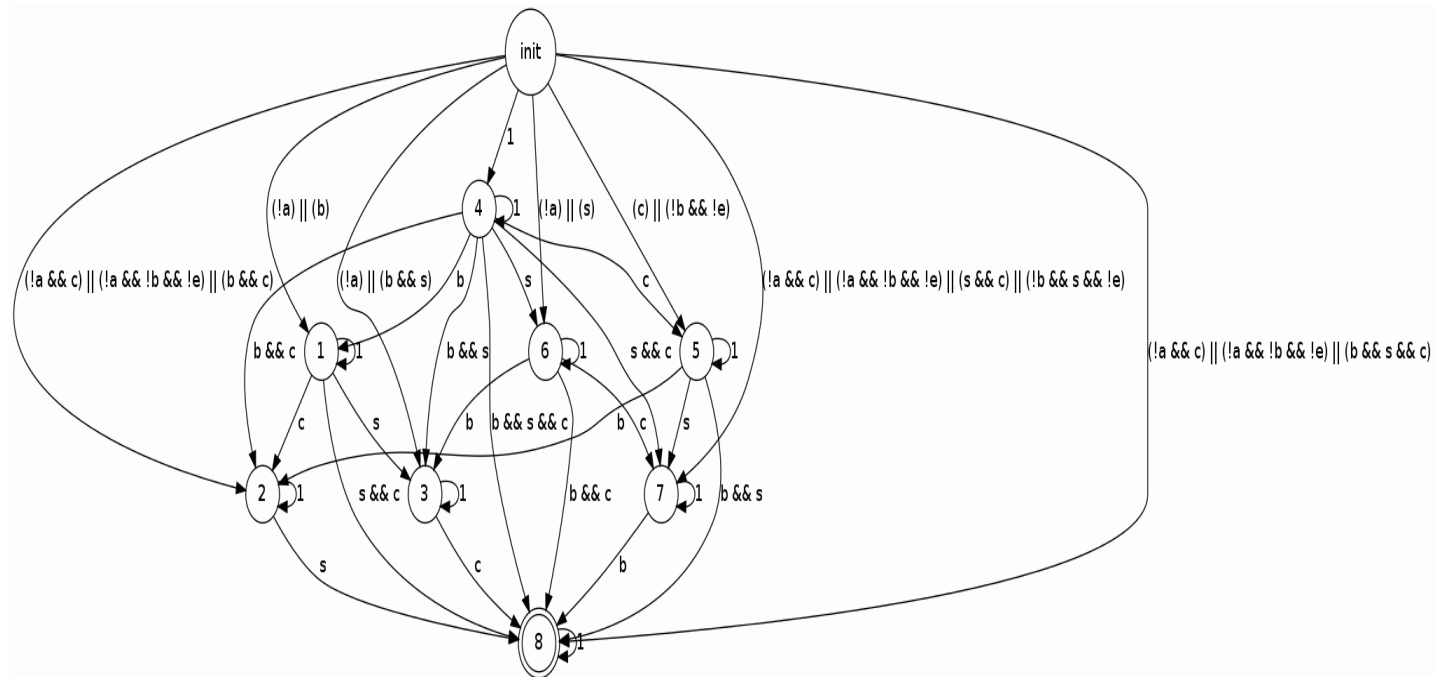 init
1
(!a) || (b)
4
1
(!a) || (s)
(c) || (!b && !e)
(!a && c) || (!a && !b && !e) || (b && c)
(!a) || (b && s)
b
s
c
(!a && c) || (!a && !b && !e) || (s && c) || (!b && s && !e)
b && c
1
1
b && s
6
1
s && c
5
1
(!a && c) || (!a && !b && !e) || (b && s && c)
c
s
b
b && s && c
b
c
s
2
1
s && c
3
1
b && c
7
1
b && s
s
c
b
8
1